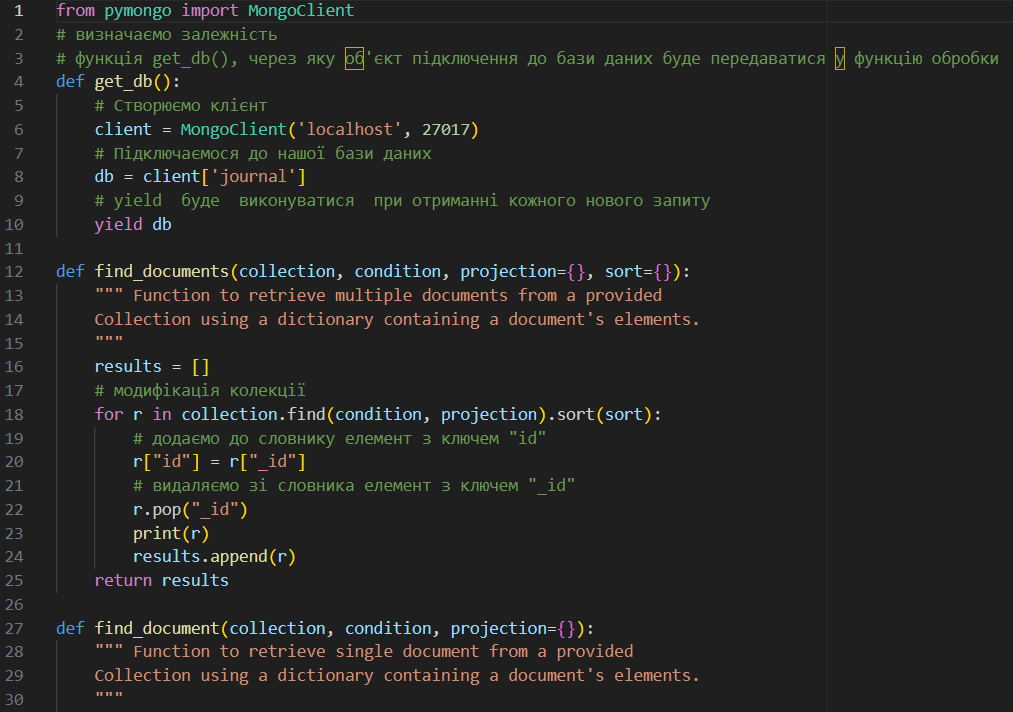 1 from pymongo import MongoClient
2 # визначаємо залежність
3 # функція get_db(), через яку об'єкт підключення до бази даних буде передаватися у функцію обробки
4 def get_db():
5     # Створюємо клієнт
6     client = MongoClient('localhost', 27017)
7     # Підключаємося до нашої бази даних
8     db = client['journal']
9     # yield  буде  виконуватися  при отриманні кожного нового запиту
10     yield db
11
12 def find_documents(collection, condition, projection={}, sort={}):
13     """ Function to retrieve multiple documents from a provided
14     Collection using a dictionary containing a document's elements.
15     """
16     results = []
17     # модифікація колекції
18     for r in collection.find(condition, projection).sort(sort):
19         # додаємо до словнику елемент з ключем "id"
20         r["id"] = r["_id"]
21         # видаляємо зі словника елемент з ключем "_id"
22         r.pop("_id")
23         print(r)
24         results.append(r)
25     return results
26
27 def find_document(collection, condition, projection={}):
28     """ Function to retrieve single document from a provided
29     Collection using a dictionary containing a document's elements.
30     """